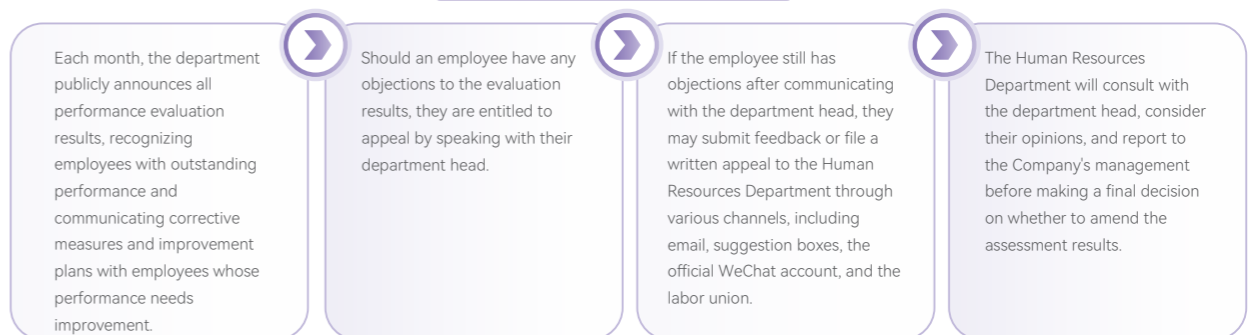 Each month, the department
publicly announces all
performance evaluation
results, recognizing
employees with outstanding
performance and
communicating corrective
measures and improvement
plans with employees whose
performance needs
improvement.
Should an employee have any
objections to the evaluation
results, they are entitled to
appeal by speaking with their
department head.
If the employee still has
objections after communicating
with the department head, they
may submit feedback or file a
written appeal to the Human
Resources Department through
various channels, including
email, suggestion boxes, the
official WeChat account, and the
labor union.
The Human Resources
Department will consult with
the department head, consider
their opinions, and report to
the Company's management
before making a final decision
on whether to amend the
assessment results.